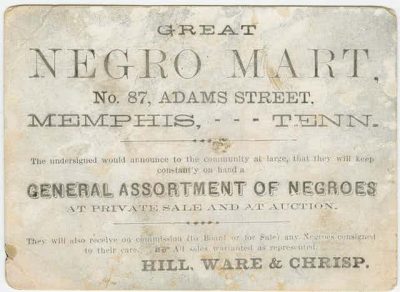 GREAT
NEGRO MART,
No. 87, ADAMS STREET,
MEMPHIS, - - - TENN.
The undersigned would announce to the community at large, that they will keep
constantly on hand a
GENERAL ASSORTMENT OF NEGROES
AT PRIVATE SALE AND AT AUCTION.
They will also receive on commission (to Board or for Sale) any Negroes consigned
to their care. All sales warranted as represented.
HILL, WARE & CHRISP.